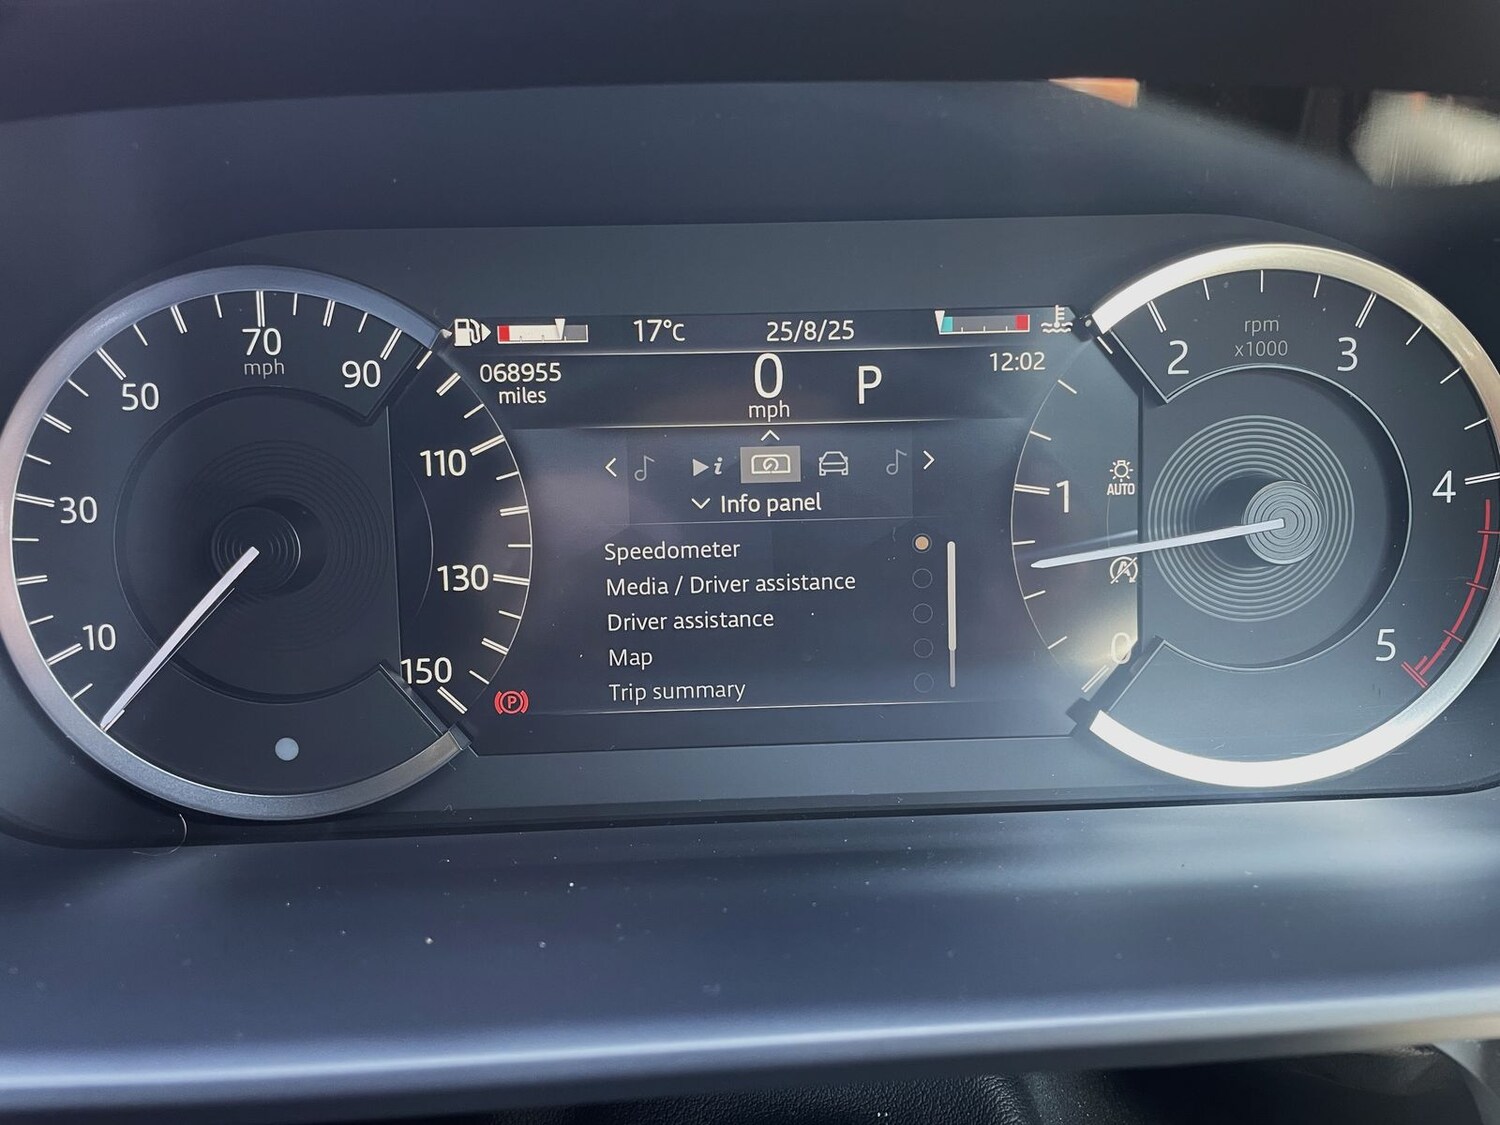 17°C 25/8/25
068955 miles
0 mph
P
12:02
Info panel
Speedometer
Media / Driver assistance
Driver assistance
Map
Trip summary
10
30
50
70
mph
90
110
130
150
P
rpm
x1000
0
1
2
3
4
5
AUTO
A
i